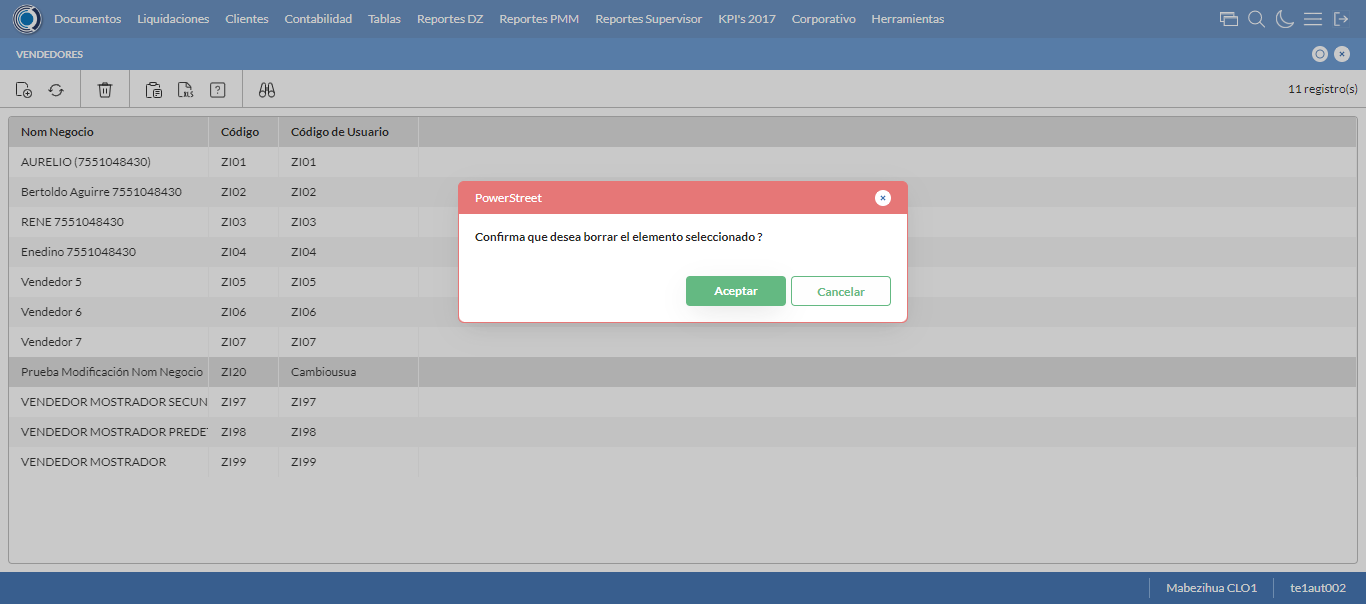 Documentos Liquidaciones Clientes Contabilidad Tablas Reportes DZ Reportes PMM Reportes Supervisor KPI's 2017 Corporativo Herramientas
VENDEDORES
XLS ? 11 registro(s)
Nom Negocio Código Código de Usuario
AURELIO (7551048430) ZI01 ZI01
Bertoldo Aguirre 7551048430 ZI02 ZI02
RENE 7551048430 ZI03 ZI03
Enedino 7551048430 ZI04 ZI04
Vendedor 5 ZI05 ZI05
Vendedor 6 ZI06 ZI06
Vendedor 7 ZI07 ZI07
Prueba Modificación Nom Negocio ZI20 Cambiousua
VENDEDOR MOSTRADOR SECUN ZI97 ZI97
VENDEDOR MOSTRADOR PREDE ZI98 ZI98
VENDEDOR MOSTRADOR ZI99 ZI99
PowerStreet
Confirma que desea borrar el elemento seleccionado ?
Aceptar Cancelar
Mabezihua CLO1 te1aut002